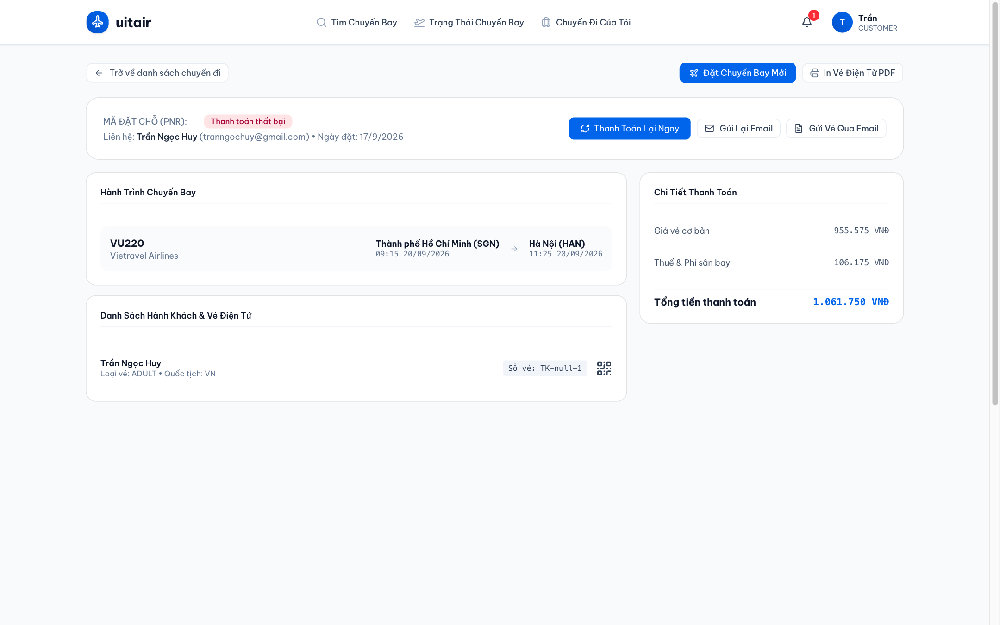 uitair
Tìm Chuyến Bay
Trạng Thái Chuyến Bay
Chuyến Đi Của Tôi
1
T
Trần
CUSTOMER
Trở về danh sách chuyến đi
Đặt Chuyến Bay Mới
In Vé Điện Tử PDF
MÃ ĐẶT CHỖ (PNR):
Thanh toán thất bại
Liên hệ: Trần Ngọc Huy (tranngochuy@gmail.com) • Ngày đặt: 17/9/2026
Thanh Toán Lại Ngay
Gửi Lại Email
Gửi Vé Qua Email
Hành Trình Chuyến Bay
VU220
Vietravel Airlines
Thành phố Hồ Chí Minh (SGN)
09:15 20/09/2026
Hà Nội (HAN)
11:25 20/09/2026
Chi Tiết Thanh Toán
Giá vé cơ bản
955.575 VNĐ
Thuế & Phí sân bay
106.175 VNĐ
Tổng tiền thanh toán
1.061.750 VNĐ
Danh Sách Hành Khách & Vé Điện Tử
Trần Ngọc Huy
Loại vé: ADULT • Quốc tịch: VN
Số vé: TK-null-1